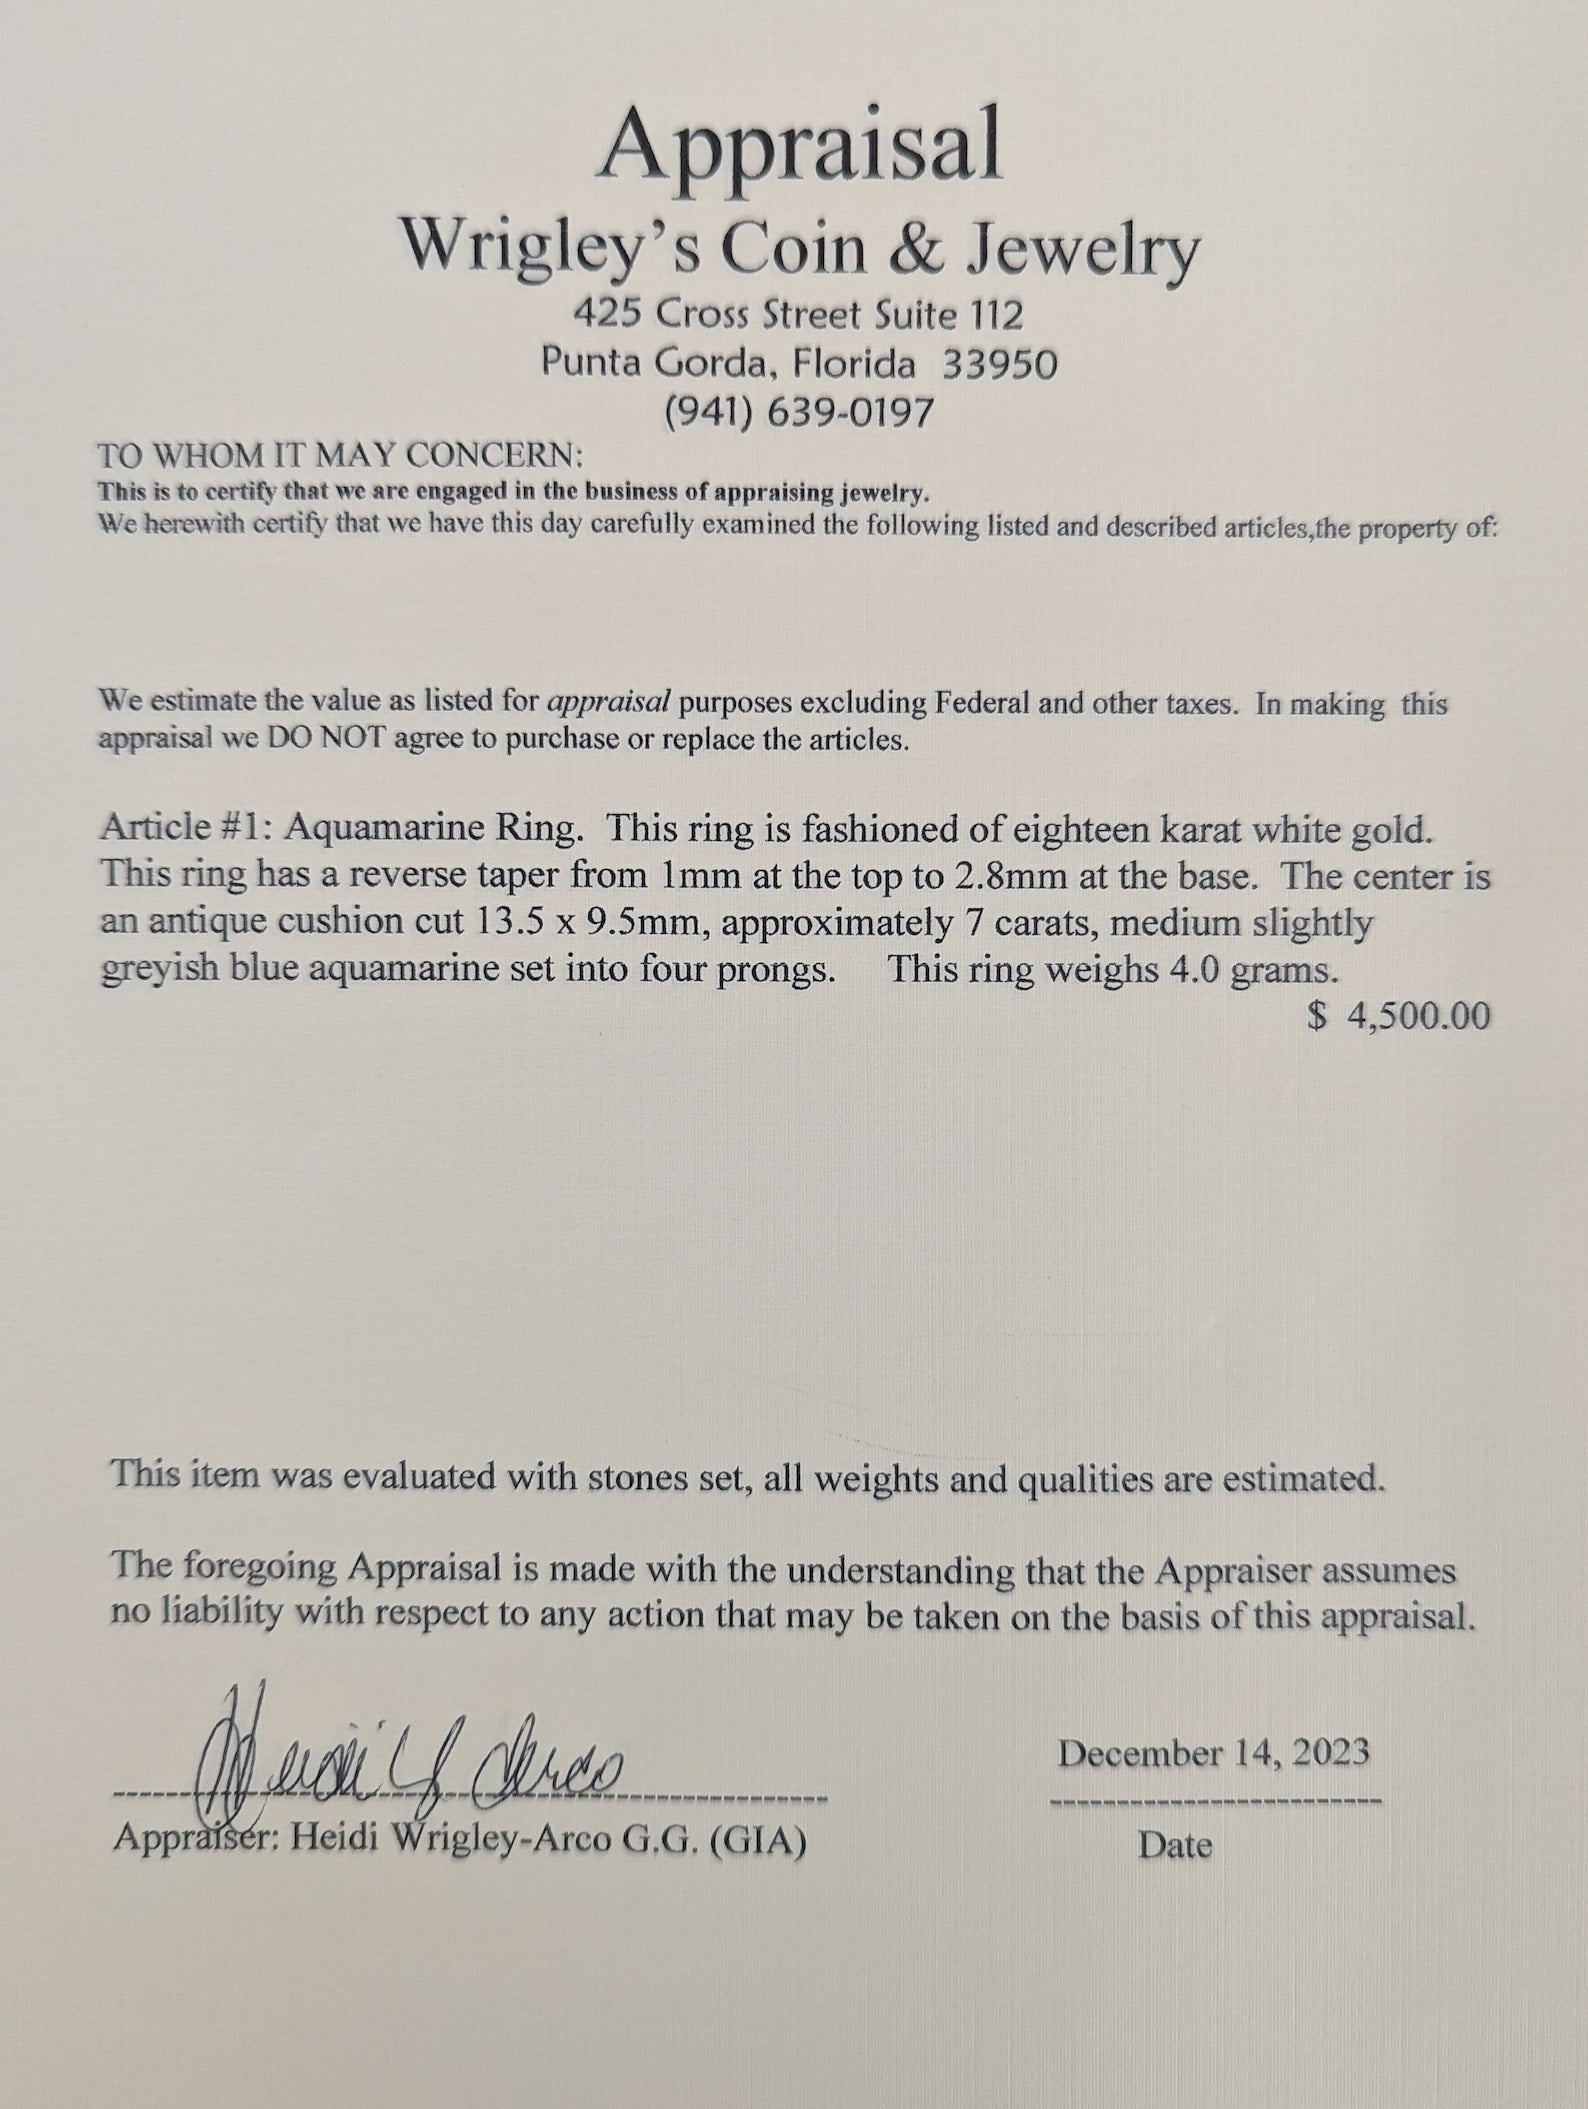 Appraisal
Wrigley's Coin & Jewelry
425 Cross Street Suite 112
Punta Gorda, Florida  33950
(941) 639-0197
TO WHOM IT MAY CONCERN:
This is to certify that we are engaged in the business of appraising jewelry.
We herewith certify that we have this day carefully examined the following listed and described articles,the property of:
We estimate the value as listed for appraisal purposes excluding Federal and other taxes.  In making  this
appraisal we DO NOT agree to purchase or replace the articles.
Article #1: Aquamarine Ring.  This ring is fashioned of eighteen karat white gold.
This ring has a reverse taper from 1mm at the top to 2.8mm at the base.  The center is
an antique cushion cut 13.5 x 9.5mm, approximately 7 carats, medium slightly
greyish blue aquamarine set into four prongs.     This ring weighs 4.0 grams.
$  4,500.00
This item was evaluated with stones set, all weights and qualities are estimated.
The foregoing Appraisal is made with the understanding that the Appraiser assumes
no liability with respect to any action that may be taken on the basis of this appraisal.
December 14, 2023
Appraiser: Heidi Wrigley-Arco G.G. (GIA)
Date